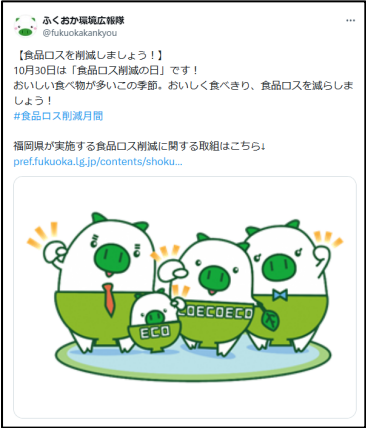 ふくおか環境広報隊
@fukuokakankyou
【食品ロスを削減しましょう！】
10月30日は「食品ロス削減の日」です！
おいしい食べ物が多いこの季節。おいしく食べきり、食品ロスを減らしま
しょう！
#食品ロス削減月間
福岡県が実施する食品ロス削減に関する取組はこちら↓
pref.fukuoka.lg.jp/contents/shoku…
ECO
COECOECO